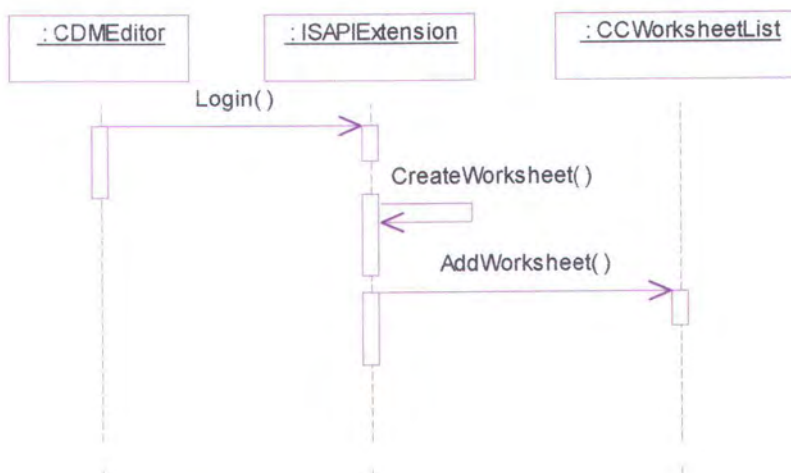 : CDMEditor
: ISAPIExtension
: CCWorksheetList
Login( )
CreateWorksheet( )
AddWorksheet( )